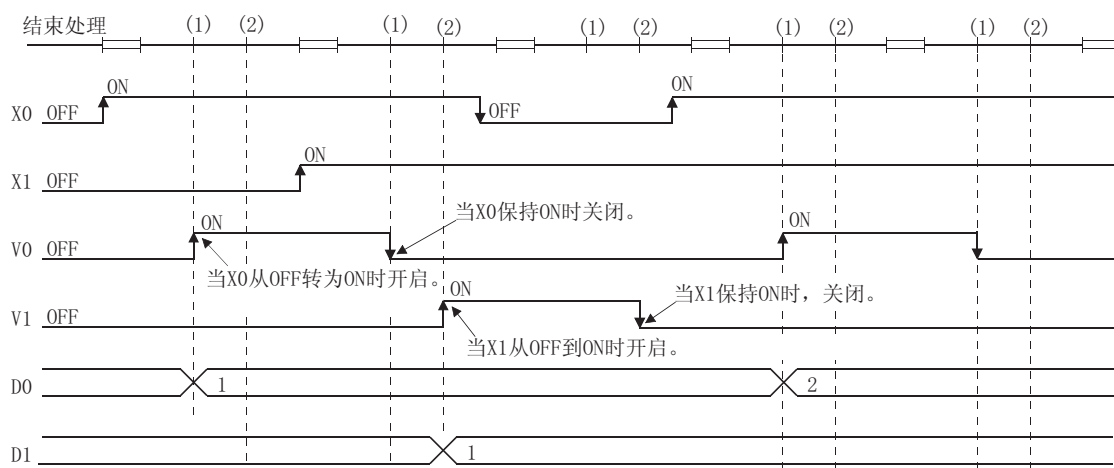 结束处理 (1) (2) (1) (2) (1) (2) (1) (2) (1) (2)
ON ON
X0 OFF OFF
ON
X1 OFF
当X0保持ON时关闭。
ON ON
V0 OFF
当X0从OFF转为ON时开启。
ON 当X1保持ON时，关闭。
V1 OFF
当X1从OFF到ON时开启。
D0 1 2
D1 1